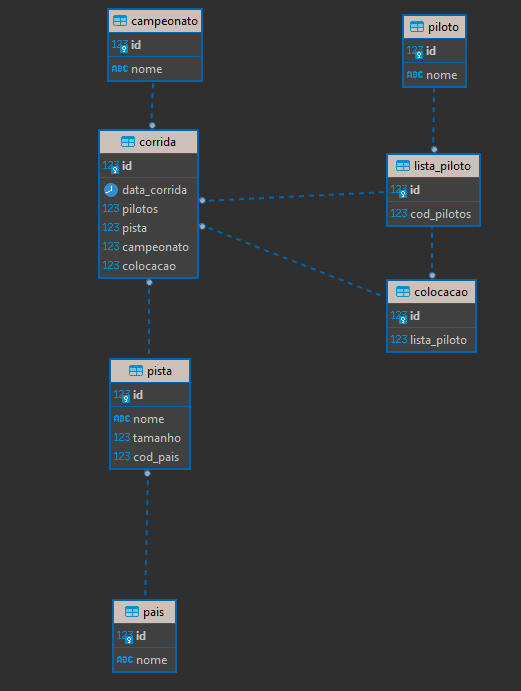 campeonato
123 id
ABC nome
piloto
123 id
ABC nome
corrida
123 id
data_corrida
123 pilotos
123 pista
123 campeonato
123 colocacao
lista_piloto
123 id
123 cod_pilotos
colocacao
123 id
123 lista_piloto
pista
123 id
ABC nome
123 tamanho
123 cod_pais
pais
123 id
ABC nome